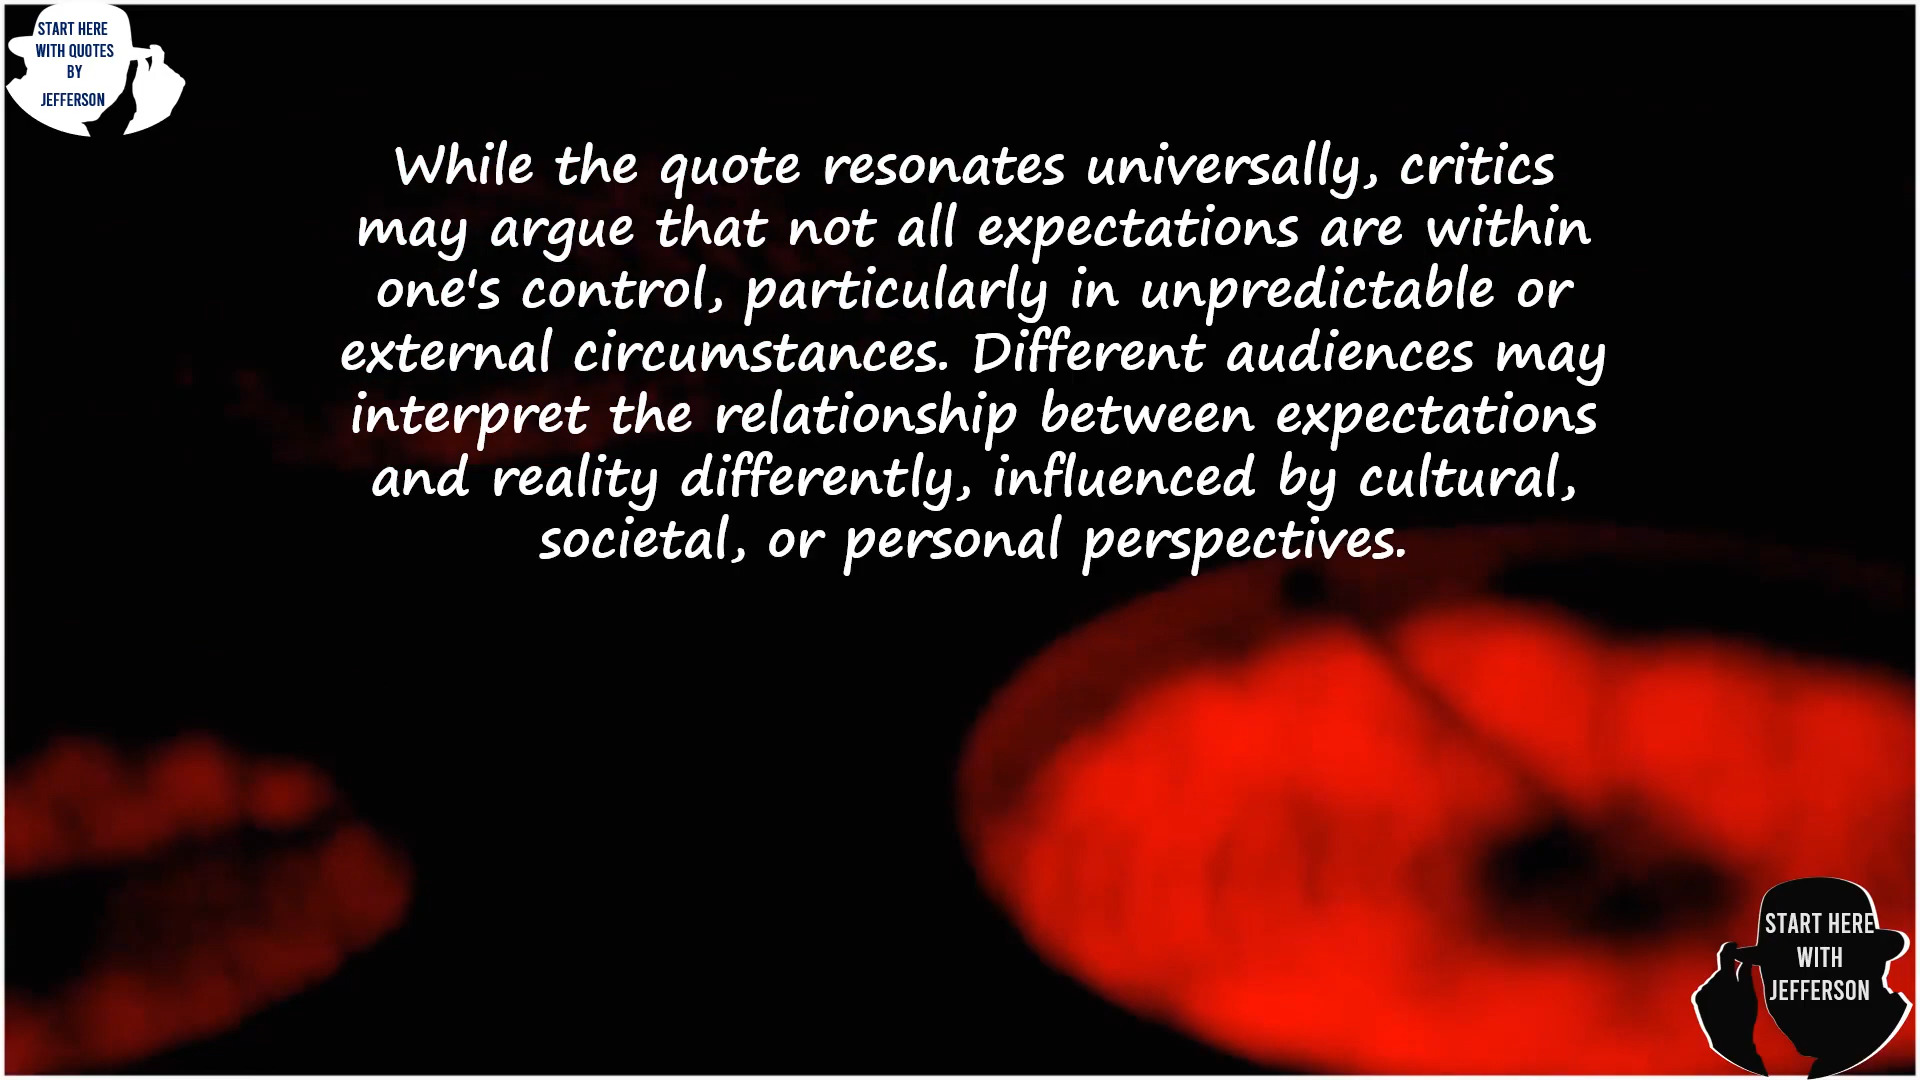 START HERE
WITH QUOTES
BY
JEFFERSON
While the quote resonates universally, critics
may argue that not all expectations are within
one's control, particularly in unpredictable or
external circumstances. Different audiences may
interpret the relationship between expectations
and reality differently, influenced by cultural,
societal, or personal perspectives.
START HERE
WITH
JEFFERSON